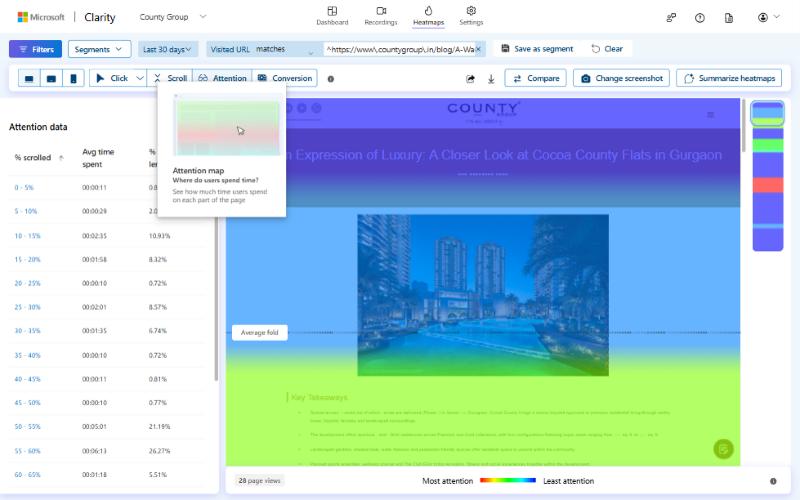 Microsoft
Clarity
County Group
Dashboard
Recordings
Heatmaps
Settings
Filters
Segments
Last 30 days
Visited URL
matches
^https://www\.countygroup\.in/blog/A-Wa
Save as segment
Clear
Click
Scroll
Attention
Conversion
Compare
Change screenshot
Summarize heatmaps
Attention data
% scrolled
Avg time spent
%
0 - 5% 00:00:11
5 - 10% 00:00:29
10 - 15% 00:02:35 10.93%
15 - 20% 00:01:58 8.32%
20 - 25% 00:00:10 0.72%
25 - 30% 00:02:01 8.57%
30 - 35% 00:01:35 6.74%
35 - 40% 00:00:10 0.72%
40 - 45% 00:00:11 0.81%
45 - 50% 00:00:10 0.77%
50 - 55% 00:05:01 21.19%
55 - 60% 00:06:13 26.27%
60 - 65% 00:01:18 5.51%
Attention map
Where do users spend time?
See how much time users spend
on each part of the page
COUNTY
n Expression of Luxury: A Closer Look at Cocoa County Flats in Gurgaon
Average fold
Key Takeaways
28 page views
Most attention
Least attention